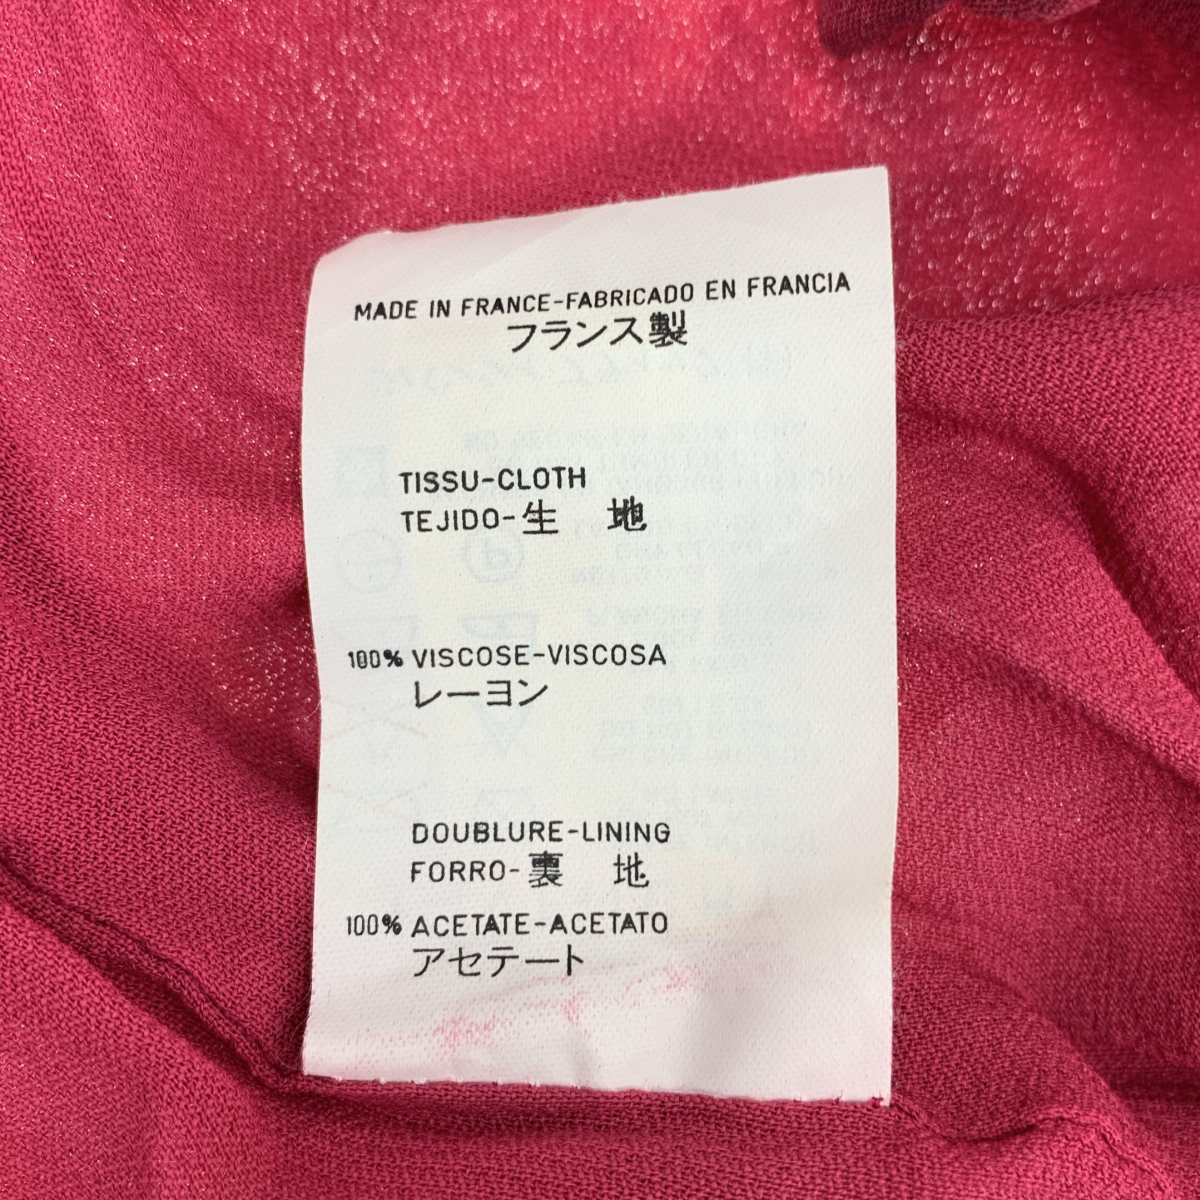 MADE IN FRANCE-FABRICADO EN FRANCIA
フランス製
TISSU-CLOTH
TEJIDO-生 地
100% VISCOSE-VISCOSA
レーヨン
DOUBLURE-LINING
FORRO-裏 地
100% ACETATE-ACETATO
アセテート